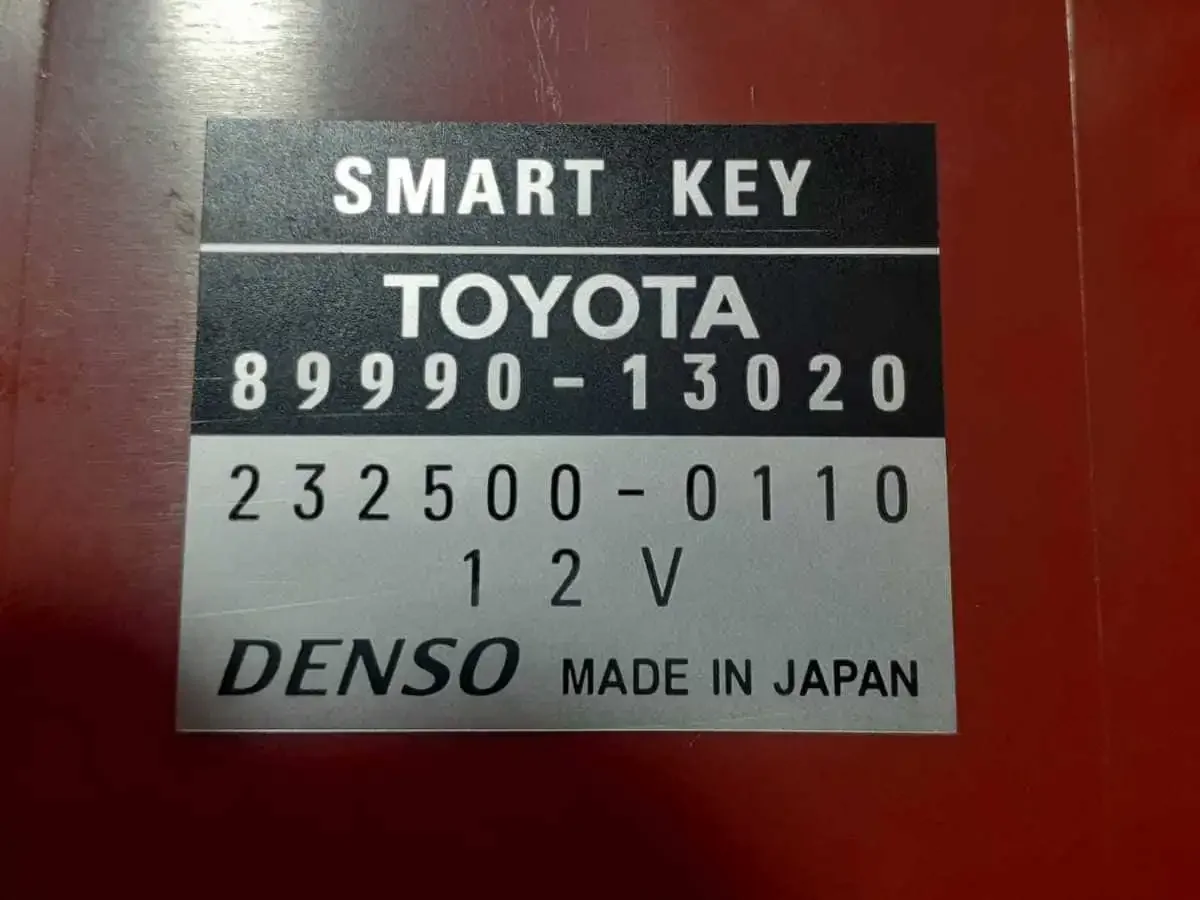 SMART KEY
TOYOTA
89990-13020
232500-0110
12V
DENSO MADE IN JAPAN